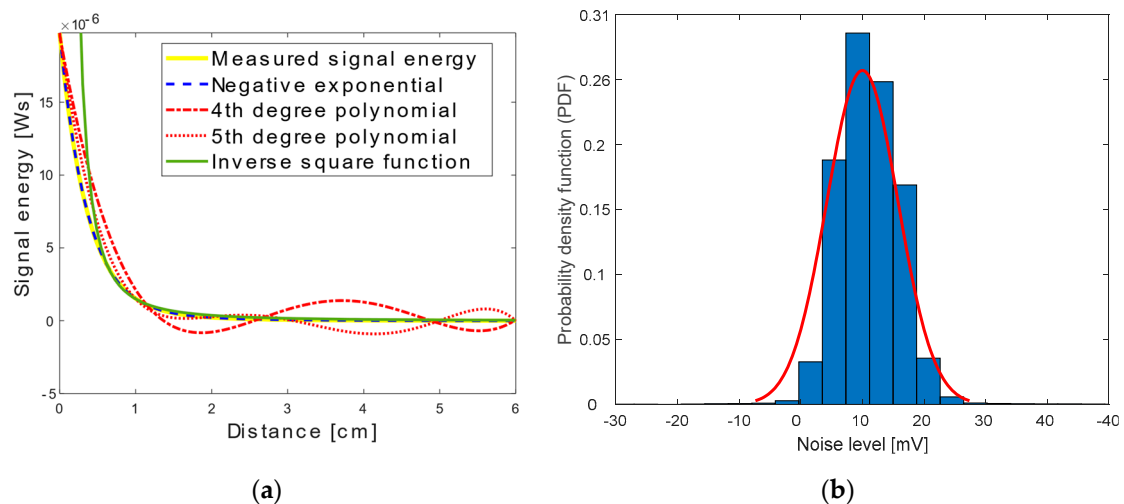 ×10⁻⁶
Measured signal energy
Negative exponential
4th degree polynomial
5th degree polynomial
Inverse square function
Signal energy [Ws]
15
10
5
0
-5
0 1 2 3 4 5 6
Distance [cm]
(a)
Probability density function (PDF)
0.31
0.26
0.2
0.15
0.1
0.05
0
-30 -20 -10 0 10 20 30 -40
Noise level [mV]
(b)